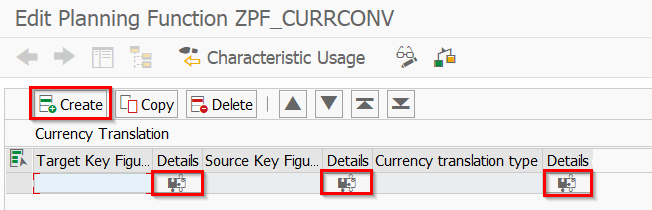 Edit Planning Function ZPF_CURRCONV
Characteristic Usage
Create Copy Delete
Currency Translation
Target Key Figu... Details Source Key Figu... Details Currency translation type Details